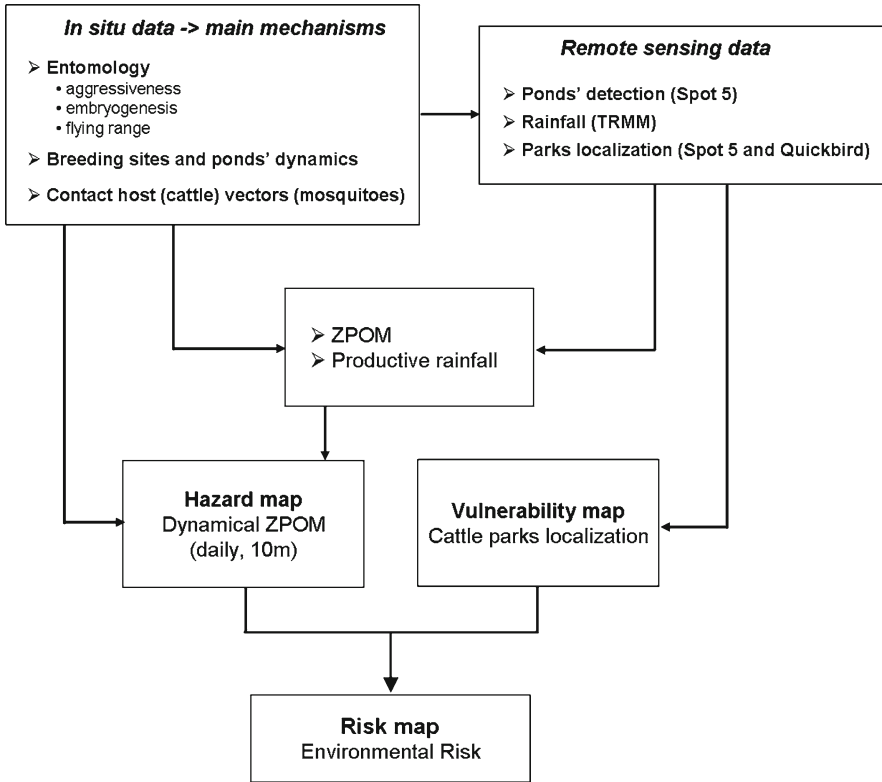 In situ data -> main mechanisms
➢ Entomology
• aggressiveness
• embryogenesis
• flying range
➢ Breeding sites and ponds' dynamics
➢ Contact host (cattle) vectors (mosquitoes)
Remote sensing data
➢ Ponds' detection (Spot 5)
➢ Rainfall (TRMM)
➢ Parks localization (Spot 5 and Quickbird)
➢ ZPOM
➢ Productive rainfall
Hazard map
Dynamical ZPOM
(daily, 10m)
Vulnerability map
Cattle parks localization
Risk map
Environmental Risk